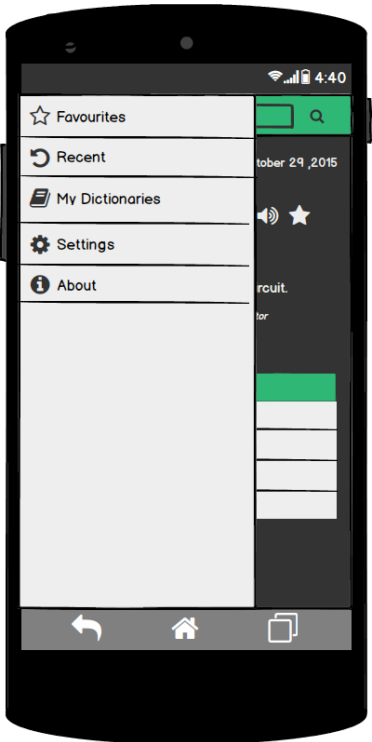 4:40
Favourites
Recent
tober 29 ,2015
My Dictionaries
Settings
About
rcuit.
tor